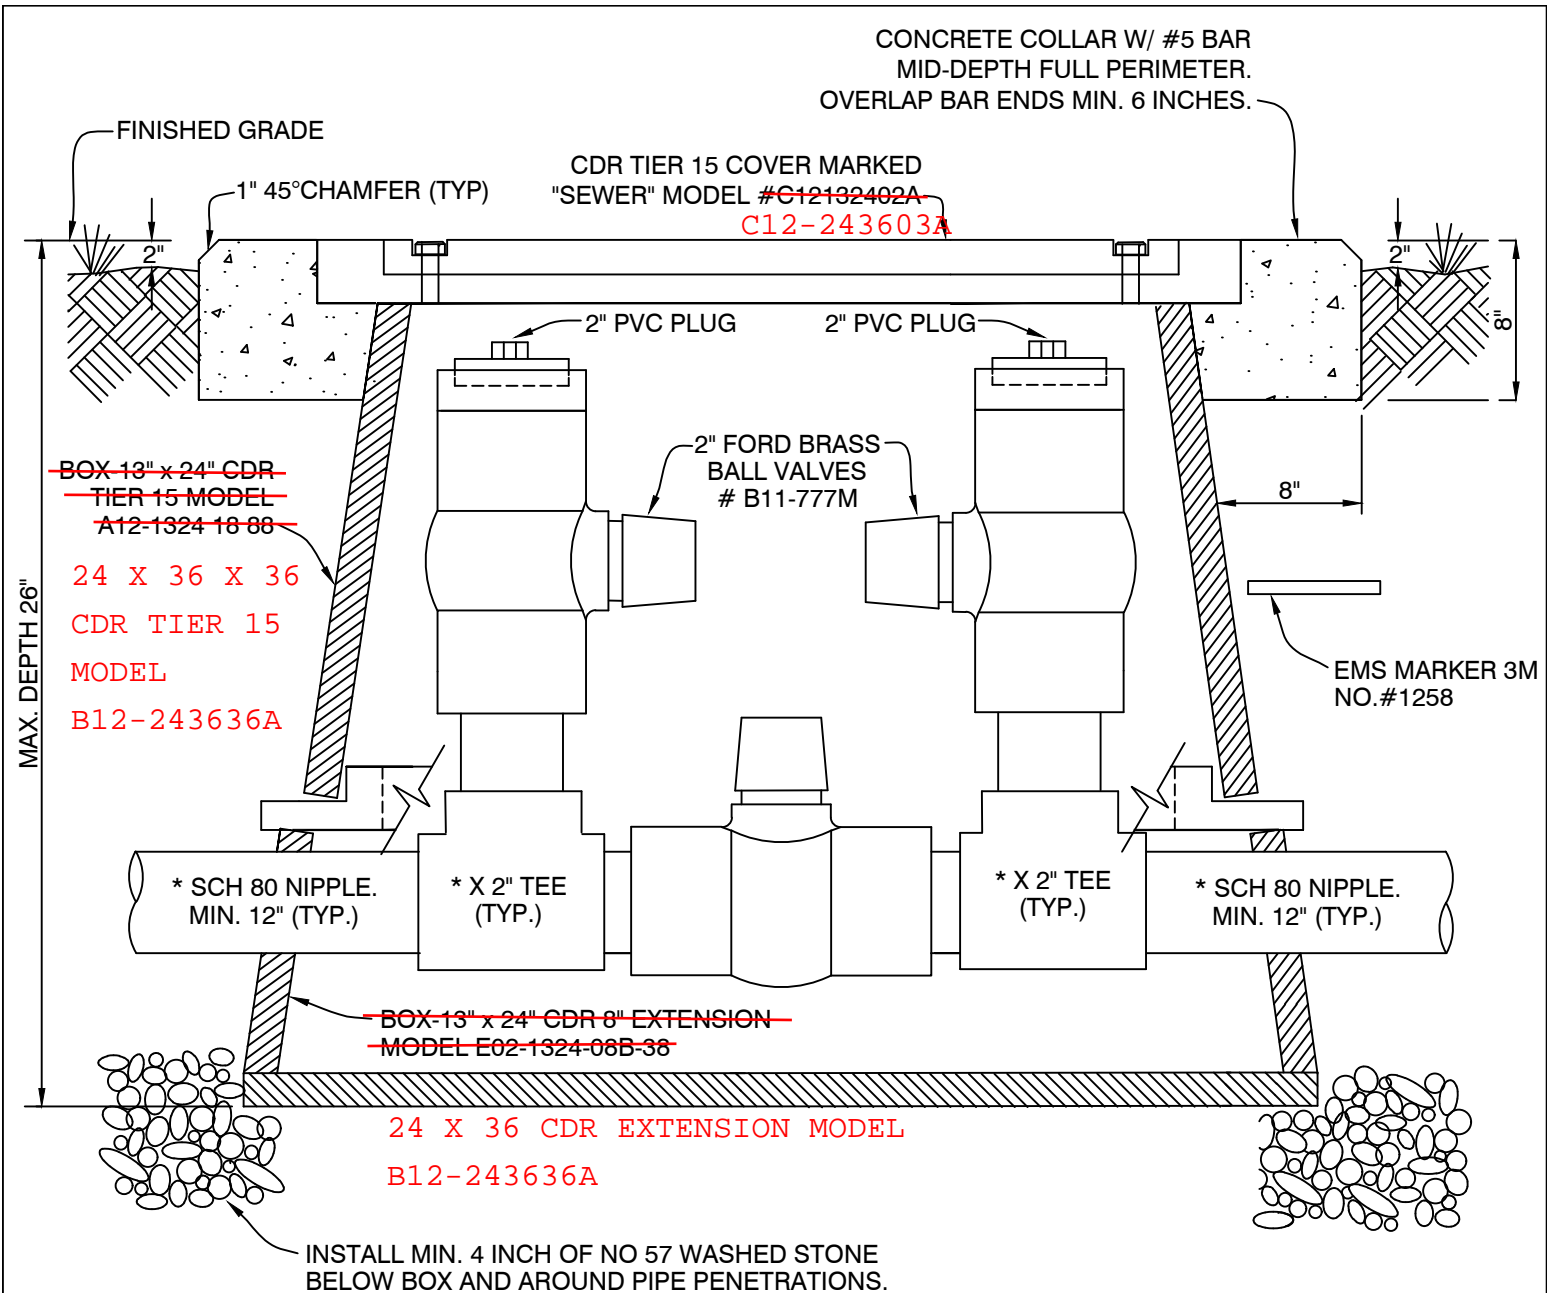 CONCRETE COLLAR W/ #5 BAR
MID-DEPTH FULL PERIMETER.
OVERLAP BAR ENDS MIN. 6 INCHES.
FINISHED GRADE
CDR TIER 15 COVER MARKED
"SEWER" MODEL #C12132402A
C12-243603A
1" 45°CHAMFER (TYP)
2"
2"
8"
2" PVC PLUG
2" PVC PLUG
2" FORD BRASS
BALL VALVES
# B11-777M
BOX-13" x 24" CDR
TIER 15 MODEL
A12-1324 18 88
8"
24 X 36 X 36
CDR TIER 15
MODEL
B12-243636A
MAX. DEPTH 26"
EMS MARKER 3M
NO.#1258
* SCH 80 NIPPLE.
MIN. 12" (TYP.)
* X 2" TEE
(TYP.)
* X 2" TEE
(TYP.)
* SCH 80 NIPPLE.
MIN. 12" (TYP.)
BOX-13" x 24" CDR 8" EXTENSION
MODEL E02-1324-08B-38
24 X 36 CDR EXTENSION MODEL
B12-243636A
INSTALL MIN. 4 INCH OF NO 57 WASHED STONE
BELOW BOX AND AROUND PIPE PENETRATIONS.